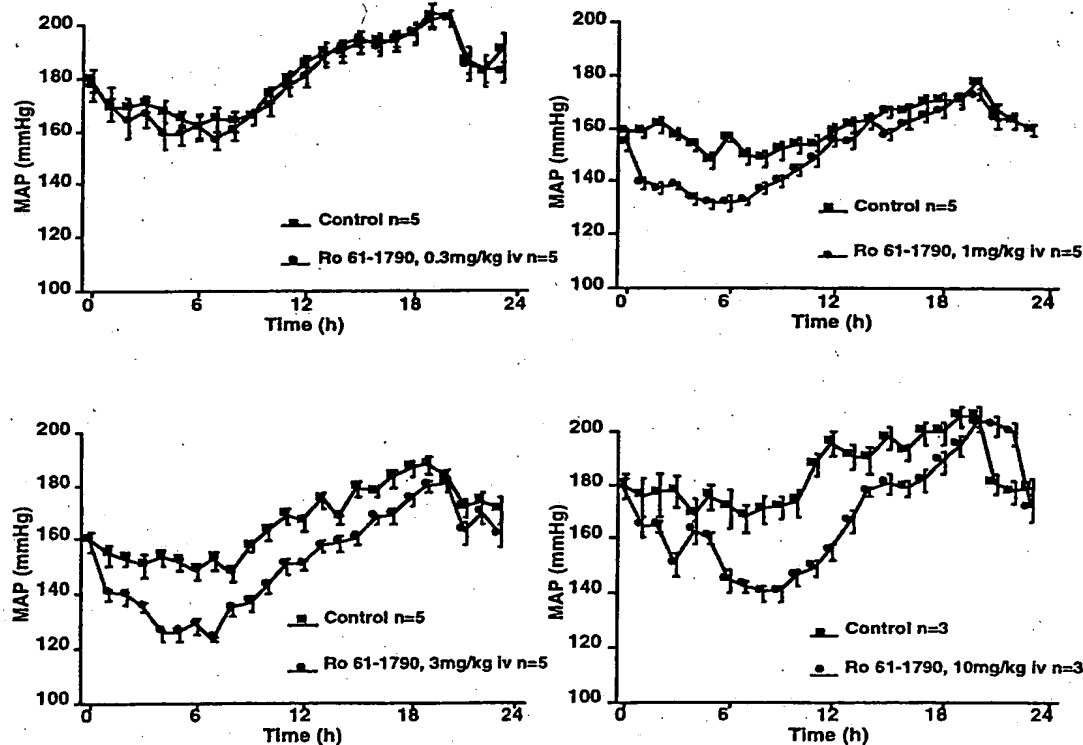 200
180
160
140
120
100
MAP (mmHg)
Control n=5
Ro 61-1790, 0.3mg/kg iv n=5
0 6 12 18 24
Time (h)
200
180
160
140
120
100
MAP (mmHg)
Control n=5
Ro 61-1790, 1mg/kg iv n=5
0 6 12 18 24
Time (h)
200
180
160
140
120
100
MAP (mmHg)
Control n=5
Ro 61-1790, 3mg/kg iv n=5
0 6 12 18 24
Time (h)
200
180
160
140
120
100
MAP (mmHg)
Control n=3
Ro 61-1790, 10mg/kg iv n=3
0 6 12 18 24
Time (h)